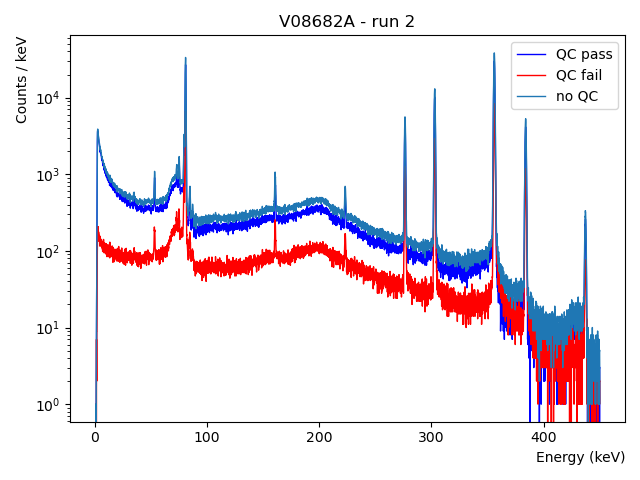 V08682A - run 2
Counts / keV
QC pass
QC fail
no QC
10⁴
10³
10²
10¹
10⁰
0 100 200 300 400
Energy (keV)